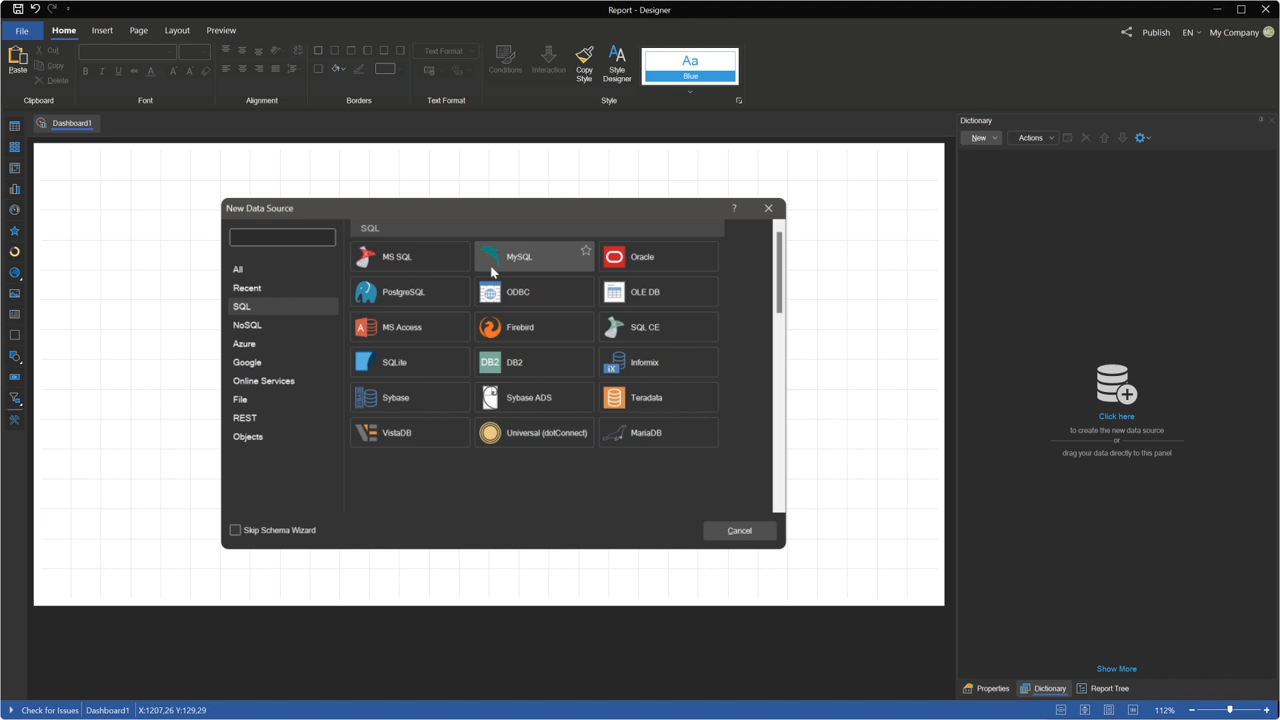 Report - Designer
File Home Insert Page Layout Preview
Publish EN My Company
Paste
Cut
Copy
Delete
Text Format
Conditions
Interaction
Copy
Style
Style
Designer
Aa
Blue
Clipboard Font Alignment Borders Text Format Style
Dashboard1
Dictionary
New Actions
New Data Source ?
All
Recent
SQL
NoSQL
Azure
Google
Online Services
File
REST
Objects
SQL
MS SQL MySQL Oracle
PostgreSQL ODBC OLE DB
MS Access Firebird SQL CE
SQLite DB2 DB2 Informix
Sybase Sybase ADS Teradata
VistaDB Universal (dotConnect) MariaDB
Skip Schema Wizard
Cancel
Click here
to create the new data source
or
drag your data directly to this panel
Show More
Properties Dictionary Report Tree
Check for Issues Dashboard1 X:1207,26 Y:129,29
112%